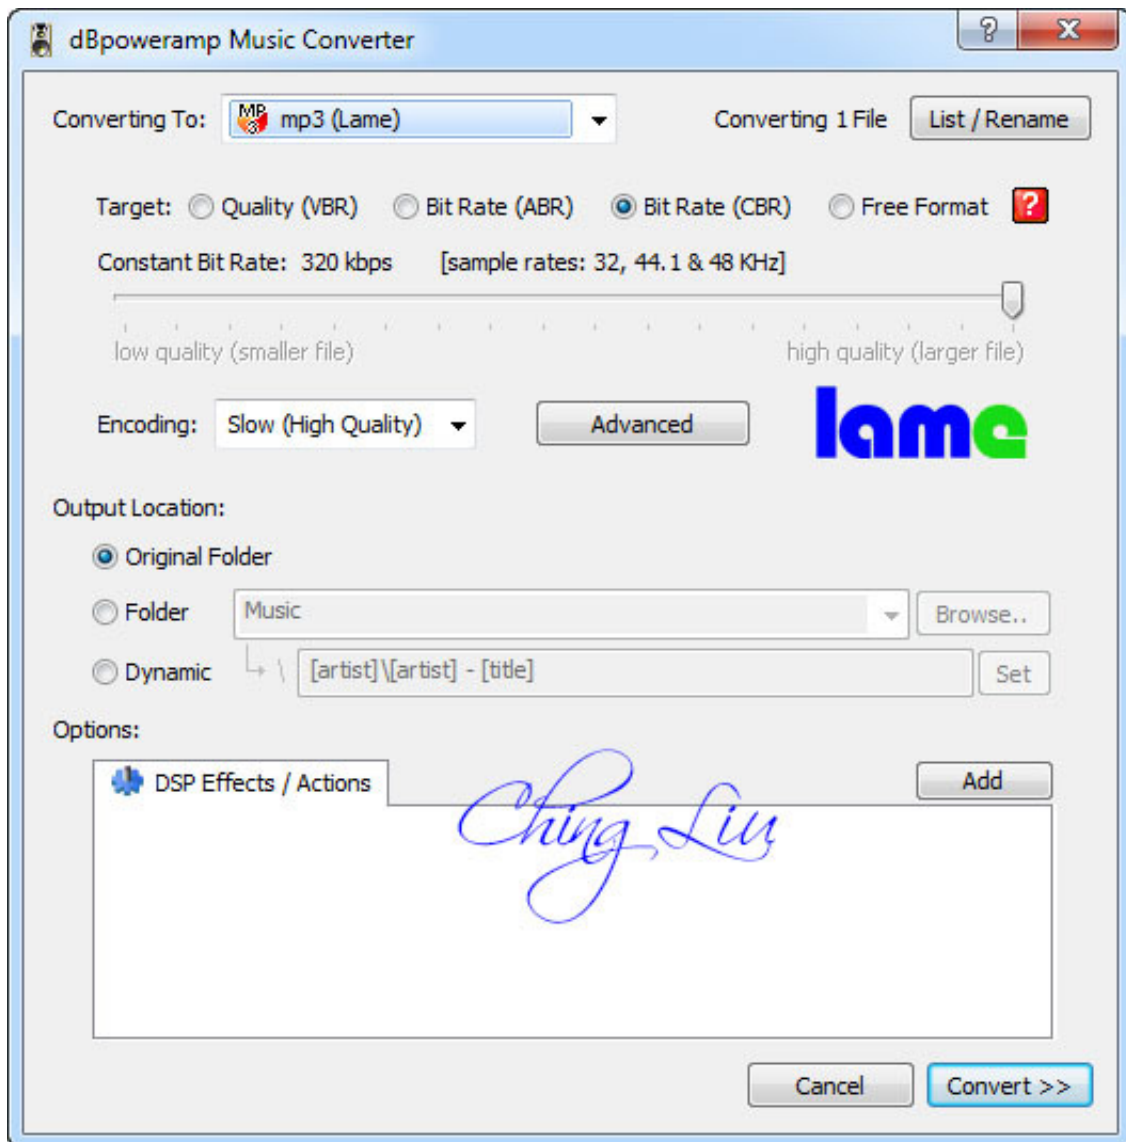 dBpoweramp Music Converter
Converting To: mp3 (Lame) Converting 1 File List / Rename
Target: Quality (VBR) Bit Rate (ABR) Bit Rate (CBR) Free Format
Constant Bit Rate: 320 kbps [sample rates: 32, 44.1 & 48 KHz]
low quality (smaller file) high quality (larger file)
Encoding: Slow (High Quality) Advanced lame
Output Location:
Original Folder
Folder Music Browse..
Dynamic \ [artist]\[artist] - [title] Set
Options:
DSP Effects / Actions Add
Ching Liu
Cancel Convert >>